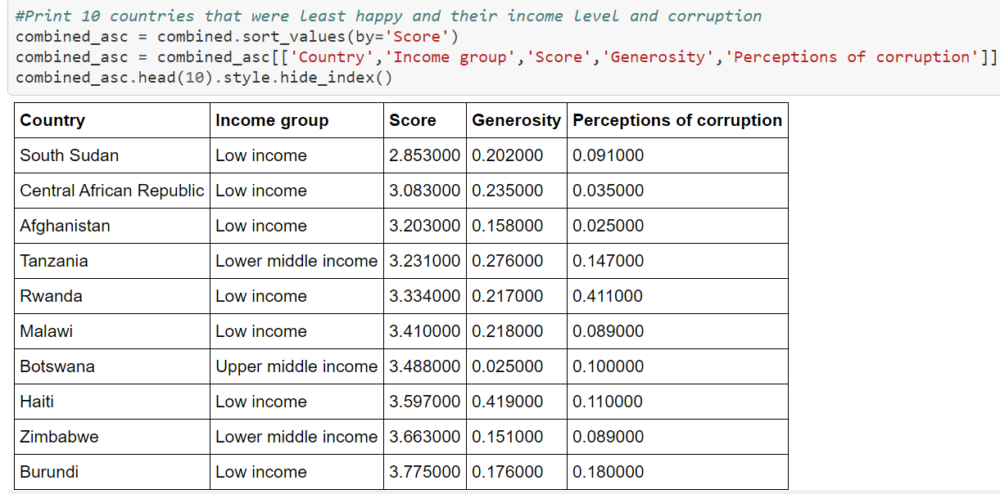 #Print 10 countries that were least happy and their income level and corruption
combined_asc = combined.sort_values(by='Score')
combined_asc = combined_asc[['Country','Income group','Score','Generosity','Perceptions of corruption']]
combined_asc.head(10).style.hide_index()
Country Income group Score Generosity Perceptions of corruption
South Sudan Low income 2.853000 0.202000 0.091000
Central African Republic Low income 3.083000 0.235000 0.035000
Afghanistan Low income 3.203000 0.158000 0.025000
Tanzania Lower middle income 3.231000 0.276000 0.147000
Rwanda Low income 3.334000 0.217000 0.411000
Malawi Low income 3.410000 0.218000 0.089000
Botswana Upper middle income 3.488000 0.025000 0.100000
Haiti Low income 3.597000 0.419000 0.110000
Zimbabwe Lower middle income 3.663000 0.151000 0.089000
Burundi Low income 3.775000 0.176000 0.180000